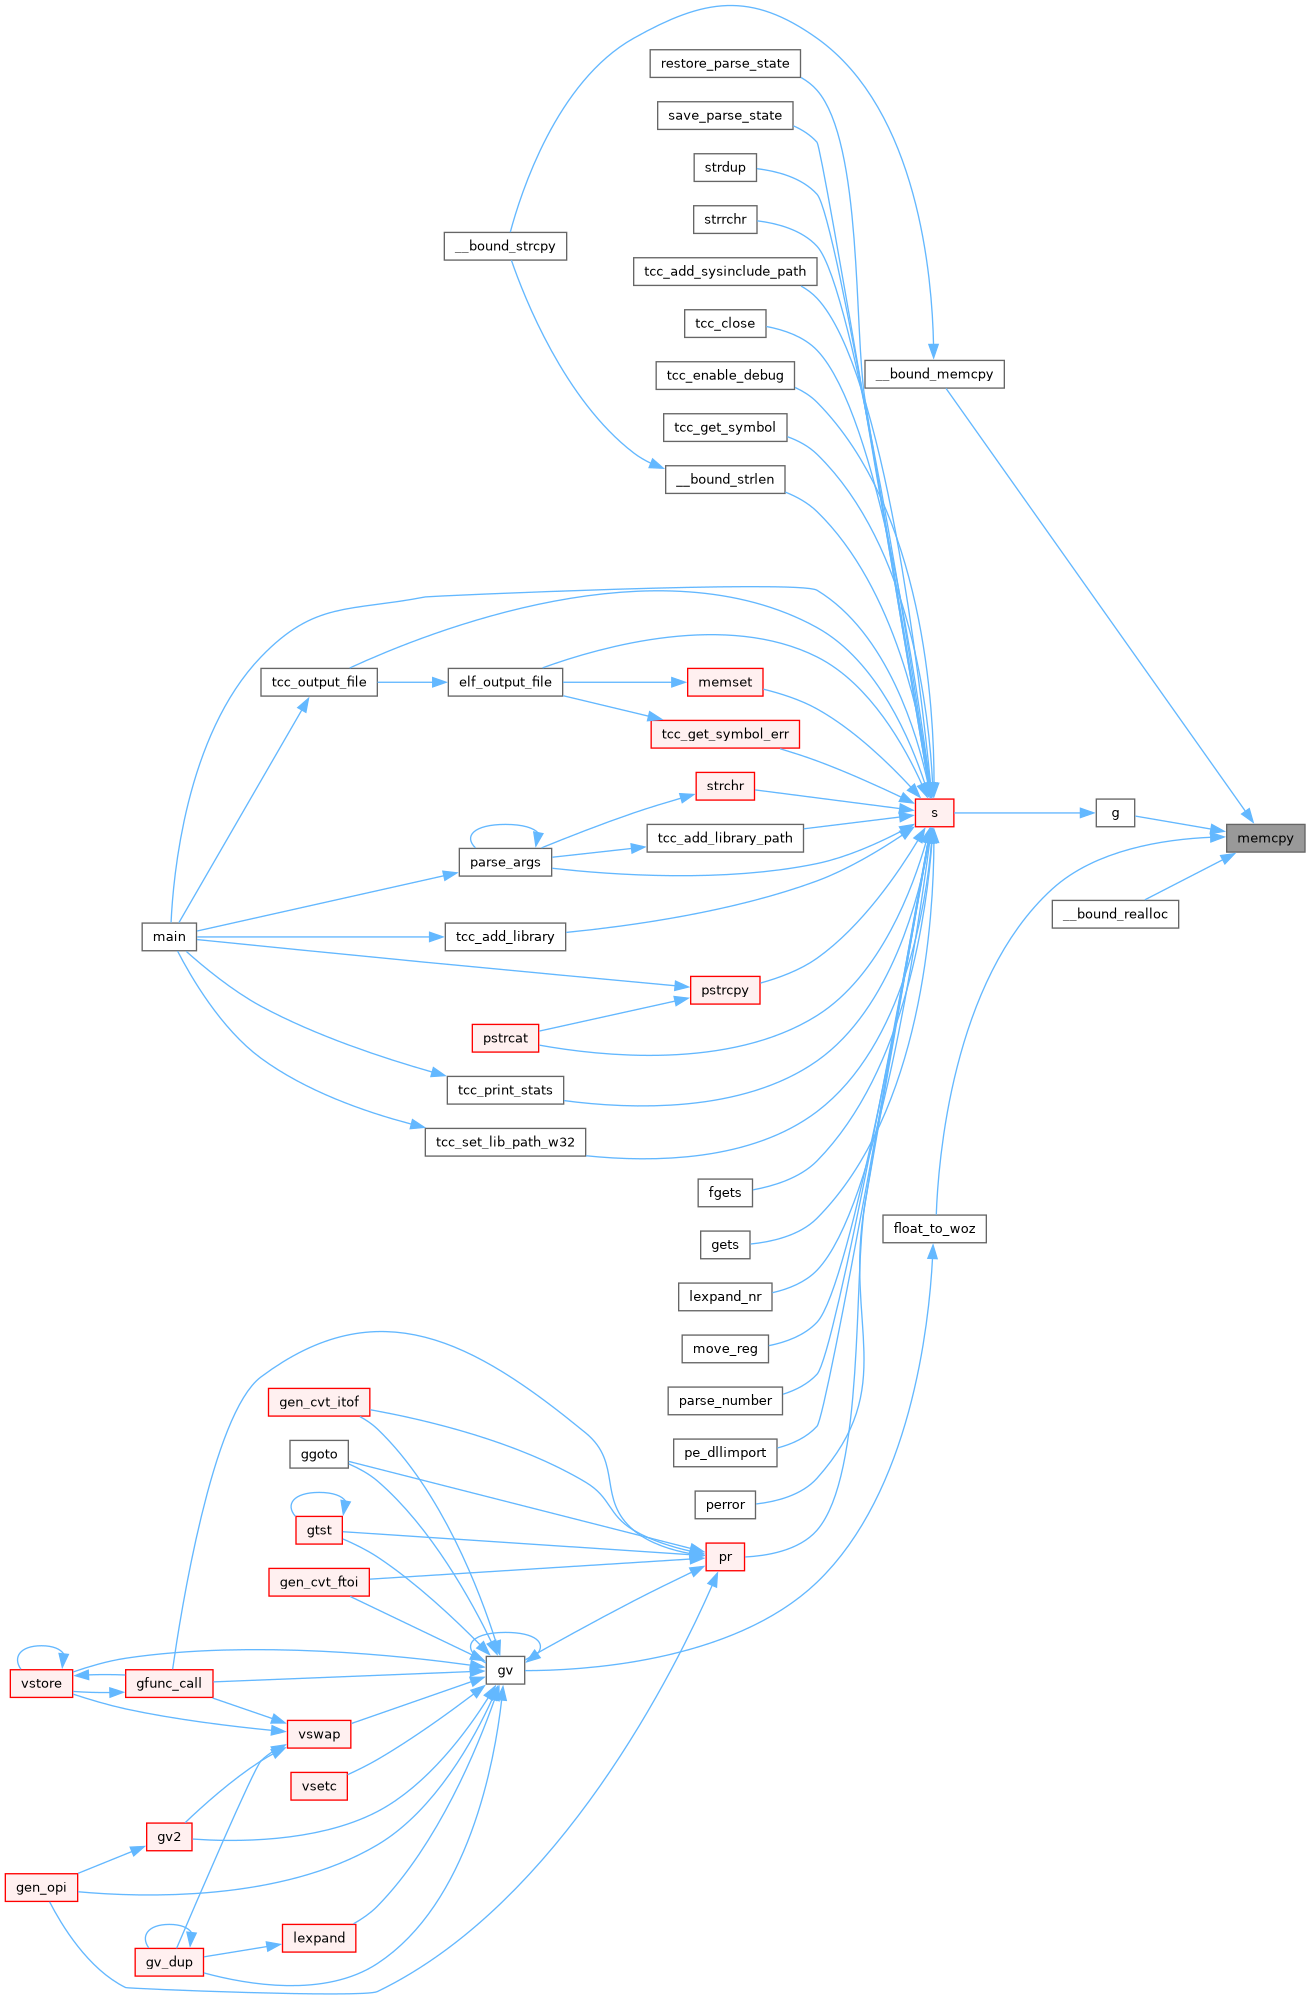 restore_parse_state
save_parse_state
strdup
strrchr
__bound_strcpy
tcc_add_sysinclude_path
tcc_close
__bound_memcpy
tcc_enable_debug
tcc_get_symbol
__bound_strlen
tcc_output_file
elf_output_file
memset
tcc_get_symbol_err
strchr
s
g
memcpy
tcc_add_library_path
parse_args
__bound_realloc
main
tcc_add_library
pstrcpy
pstrcat
tcc_print_stats
tcc_set_lib_path_w32
fgets
float_to_woz
gets
lexpand_nr
move_reg
gen_cvt_itof
parse_number
ggoto
pe_dllimport
perror
gtst
pr
gen_cvt_ftoi
gv
vstore
gfunc_call
vswap
vsetc
gv2
gen_opi
lexpand
gv_dup